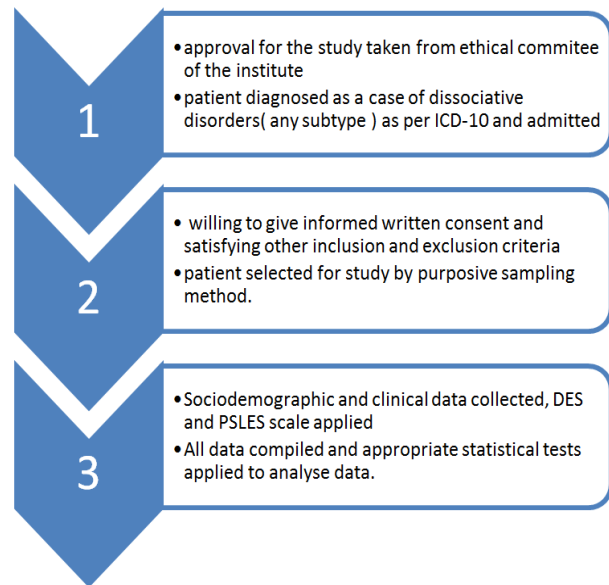 1
•approval for the study taken from ethical commitee
of the institute
•patient diagnosed as a case of dissociative
disorders( any subtype ) as per ICD-10 and admitted
2
• willing to give informed written consent and
satisfying other inclusion and exclusion criteria
•patient selected for study by purposive sampling
method.
3
•Sociodemographic and clinical data collected, DES
and PSLES scale applied
•All data compiled and appropriate statistical tests
applied to analyse data.